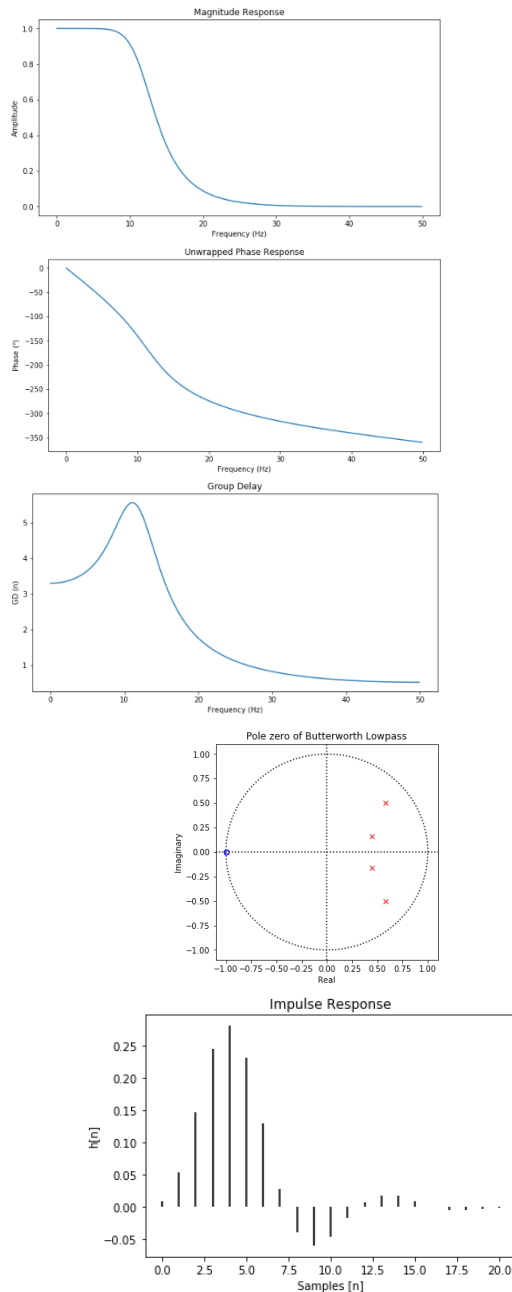 Magnitude Response
1.0
0.8
0.6
0.4
0.2
0.0
Amplitude
0 10 20 30 40 50
Frequency (Hz)
Unwrapped Phase Response
0
−50
−100
−150
−200
−250
−300
−350
Phase (º)
0 10 20 30 40 50
Frequency (Hz)
Group Delay
5
4
3
2
1
GD (n)
0 10 20 30 40 50
Frequency (Hz)
Pole zero of Butterworth Lowpass
1.00
0.75
0.50
0.25
0.00
−0.25
−0.50
−0.75
−1.00
Imaginary
−1.00 −0.75 −0.50 −0.25 0.00 0.25 0.50 0.75 1.00
Real
Impulse Response
0.25
0.20
0.15
0.10
0.05
0.00
−0.05
h[n]
0.0 2.5 5.0 7.5 10.0 12.5 15.0 17.5 20.0
Samples [n]